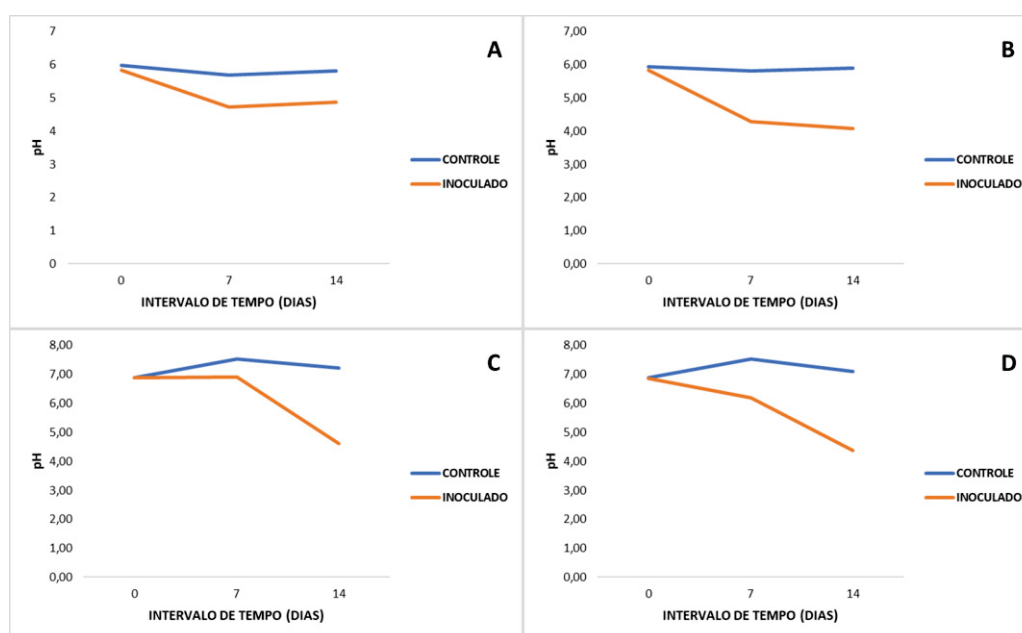 A
7
6
5
4
3
2
1
0
pH
CONTROLE
INOCULADO
0 7 14
INTERVALO DE TEMPO (DIAS)
B
7,00
6,00
5,00
4,00
3,00
2,00
1,00
0,00
pH
CONTROLE
INOCULADO
0 7 14
INTERVALO DE TEMPO (DIAS)
C
8,00
7,00
6,00
5,00
4,00
3,00
2,00
1,00
0,00
pH
CONTROLE
INOCULADO
0 7 14
INTERVALO DE TEMPO (DIAS)
D
8,00
7,00
6,00
5,00
4,00
3,00
2,00
1,00
0,00
pH
CONTROLE
INOCULADO
0 7 14
INTERVALO DE TEMPO (DIAS)